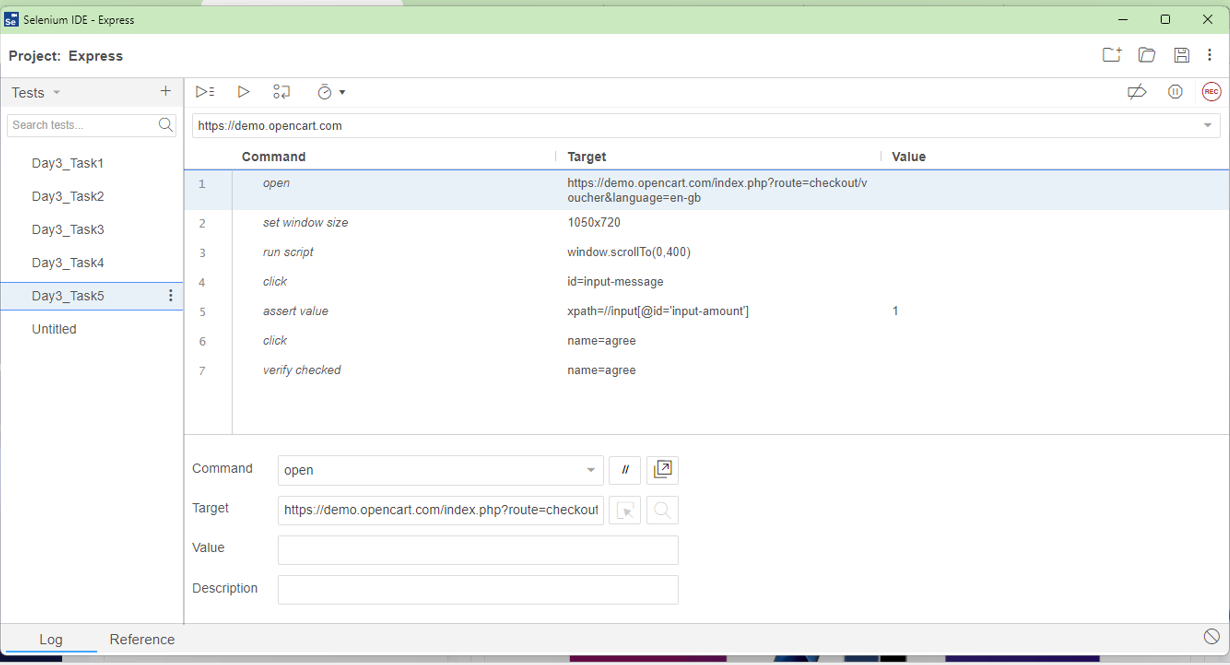 Se Selenium IDE - Express
Project: Express
Tests
Search tests...
Day3_Task1
Day3_Task2
Day3_Task3
Day3_Task4
Day3_Task5
Untitled
REC
https://demo.opencart.com
Command Target Value
1 open https://demo.opencart.com/index.php?route=checkout/v
oucher&language=en-gb
2 set window size 1050x720
3 run script window.scrollTo(0,400)
4 click id=input-message
5 assert value xpath=//input[@id='input-amount'] 1
6 click name=agree
7 verify checked name=agree
Command open //
Target https://demo.opencart.com/index.php?route=checkout
Value
Description
Log Reference